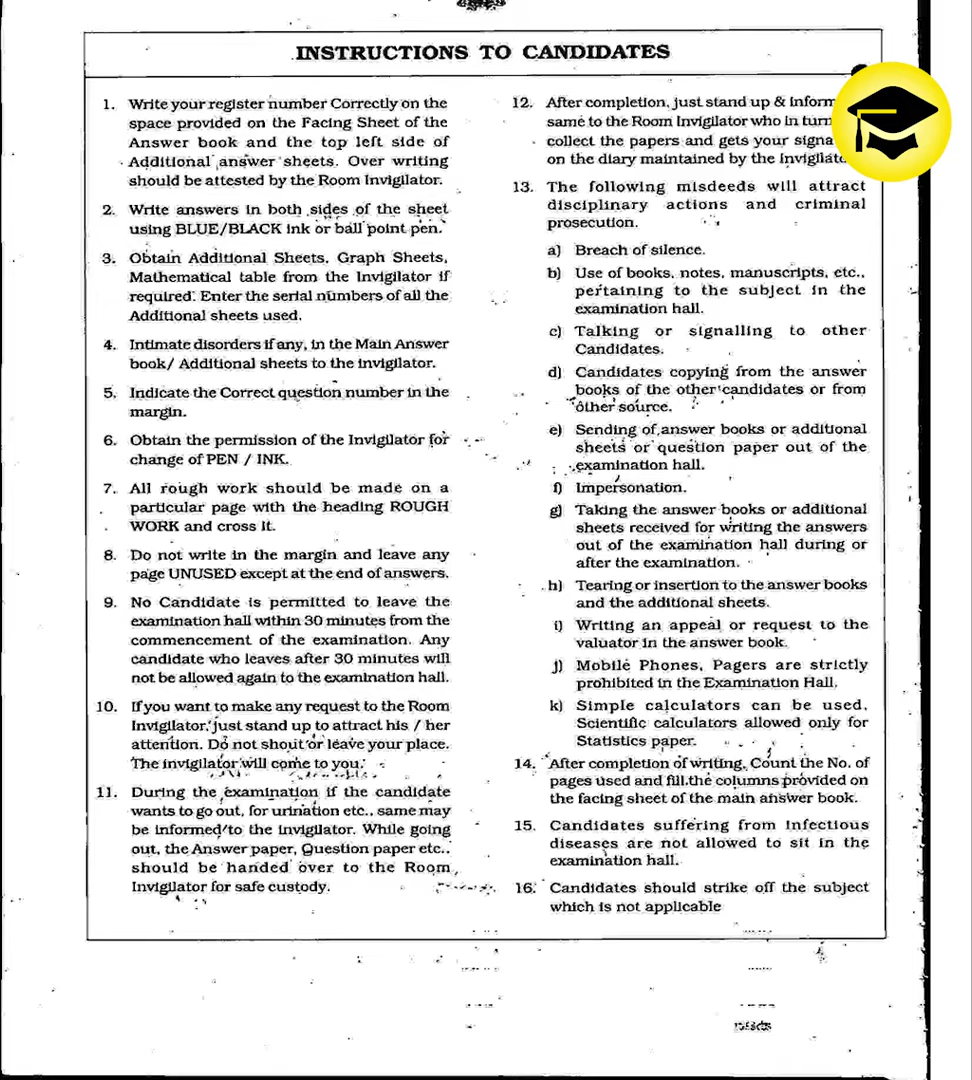 INSTRUCTIONS TO CANDIDATES
1. Write your register number Correctly on the
space provided on the Facing Sheet of the
Answer book and the top left side of
Additional answer sheets. Over writing
should be attested by the Room Invigilator.
2. Write answers in both sides of the sheet
using BLUE/BLACK ink or ball point pen.
3. Obtain Additional Sheets, Graph Sheets,
Mathematical table from the Invigilator if
required. Enter the serial numbers of all the
Additional sheets used.
4. Intimate disorders if any, in the Main Answer
book/ Additional sheets to the invigilator.
5. Indicate the Correct question number in the
margin.
6. Obtain the permission of the Invigilator for
change of PEN / INK.
7. All rough work should be made on a
particular page with the heading ROUGH
WORK and cross it.
8. Do not write in the margin and leave any
page UNUSED except at the end of answers.
9. No Candidate is permitted to leave the
examination hall within 30 minutes from the
commencement of the examination. Any
candidate who leaves after 30 minutes will
not be allowed again to the examination hall.
10. If you want to make any request to the Room
Invigilator, just stand up to attract his / her
attention. Do not shout or leave your place.
The invigilator will come to you.
11. During the examination if the candidate
wants to go out, for urination etc., same may
be informed to the invigilator. While going
out, the Answer paper, Question paper etc.,
should be handed over to the Room
Invigilator for safe custody.
12. After completion, just stand up & inform
same to the Room Invigilator who in turn
collect the papers and gets your
on the diary maintained by the
13. The following misdeeds will attract
disciplinary actions and criminal
prosecution.
a) Breach of silence.
b) Use of books, notes, manuscripts, etc.,
pertaining to the subject in the
examination hall.
c) Talking or signalling to other
Candidates.
d) Candidates copying from the answer
books of the other candidates or from
other source.
e) Sending of answer books or additional
sheets or question paper out of the
examination hall.
f) Impersonation.
g) Taking the answer books or additional
sheets received for writing the answers
out of the examination hall during or
after the examination.
h) Tearing or insertion to the answer books
and the additional sheets.
i) Writing an appeal or request to the
valuator in the answer book.
j) Mobile Phones, Pagers are strictly
prohibited in the Examination Hall.
k) Simple calculators can be used.
Scientific calculators allowed only for
Statistics paper.
14. After completion of writing, Count the No. of
pages used and fill the columns provided on
the facing sheet of the main answer book.
15. Candidates suffering from Infectious
diseases are not allowed to sit in the
examination hall.
16. Candidates should strike off the subject
which is not applicable